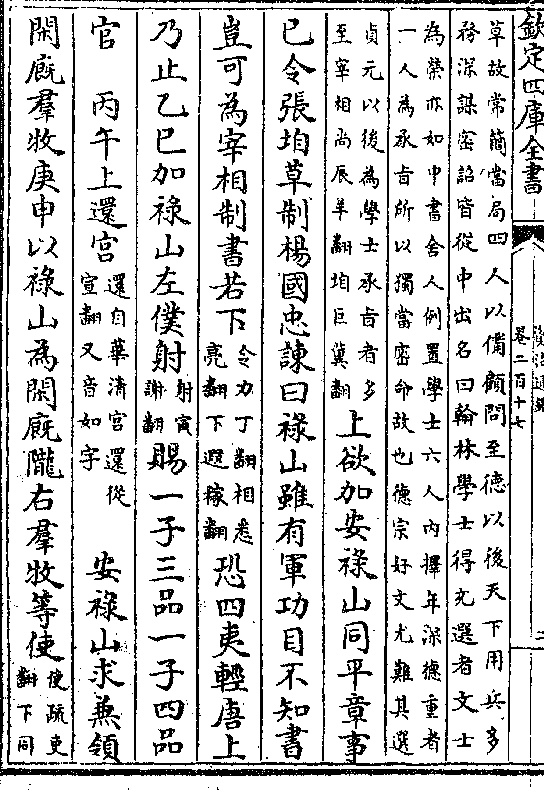 欽定四庫全書
資治通鑑
卷二百十七
二
草故常簡當局四人以備顧問至德以後天下用兵多
務深謀密詔皆從中出名曰翰林學士得充選者文士
為榮亦如中書舍人例置學士六人内擇年深德重者
一人為承旨所以獨當密命故也德宗好文尤難其選
貞元以後為學士承旨者多
至宰相尚辰羊翻垍巨冀翻
上欲加安祿山同平章事
已令張垍草制楊國忠諫曰祿山雖有軍功目不知書
豈可為宰相制書若下
令力丁翻相悉
亮翻下遐稼翻
恐四夷輕唐上
乃止乙巳加祿山左僕射
射寅
謝翻
賜一子三品一子四品
官
丙午上還宮
還自華清宮還從
宣翻又音如字
安祿山求兼領
閑廐羣牧庚申以祿山為閑廐隴右羣牧等使
使疏吏
翻下同